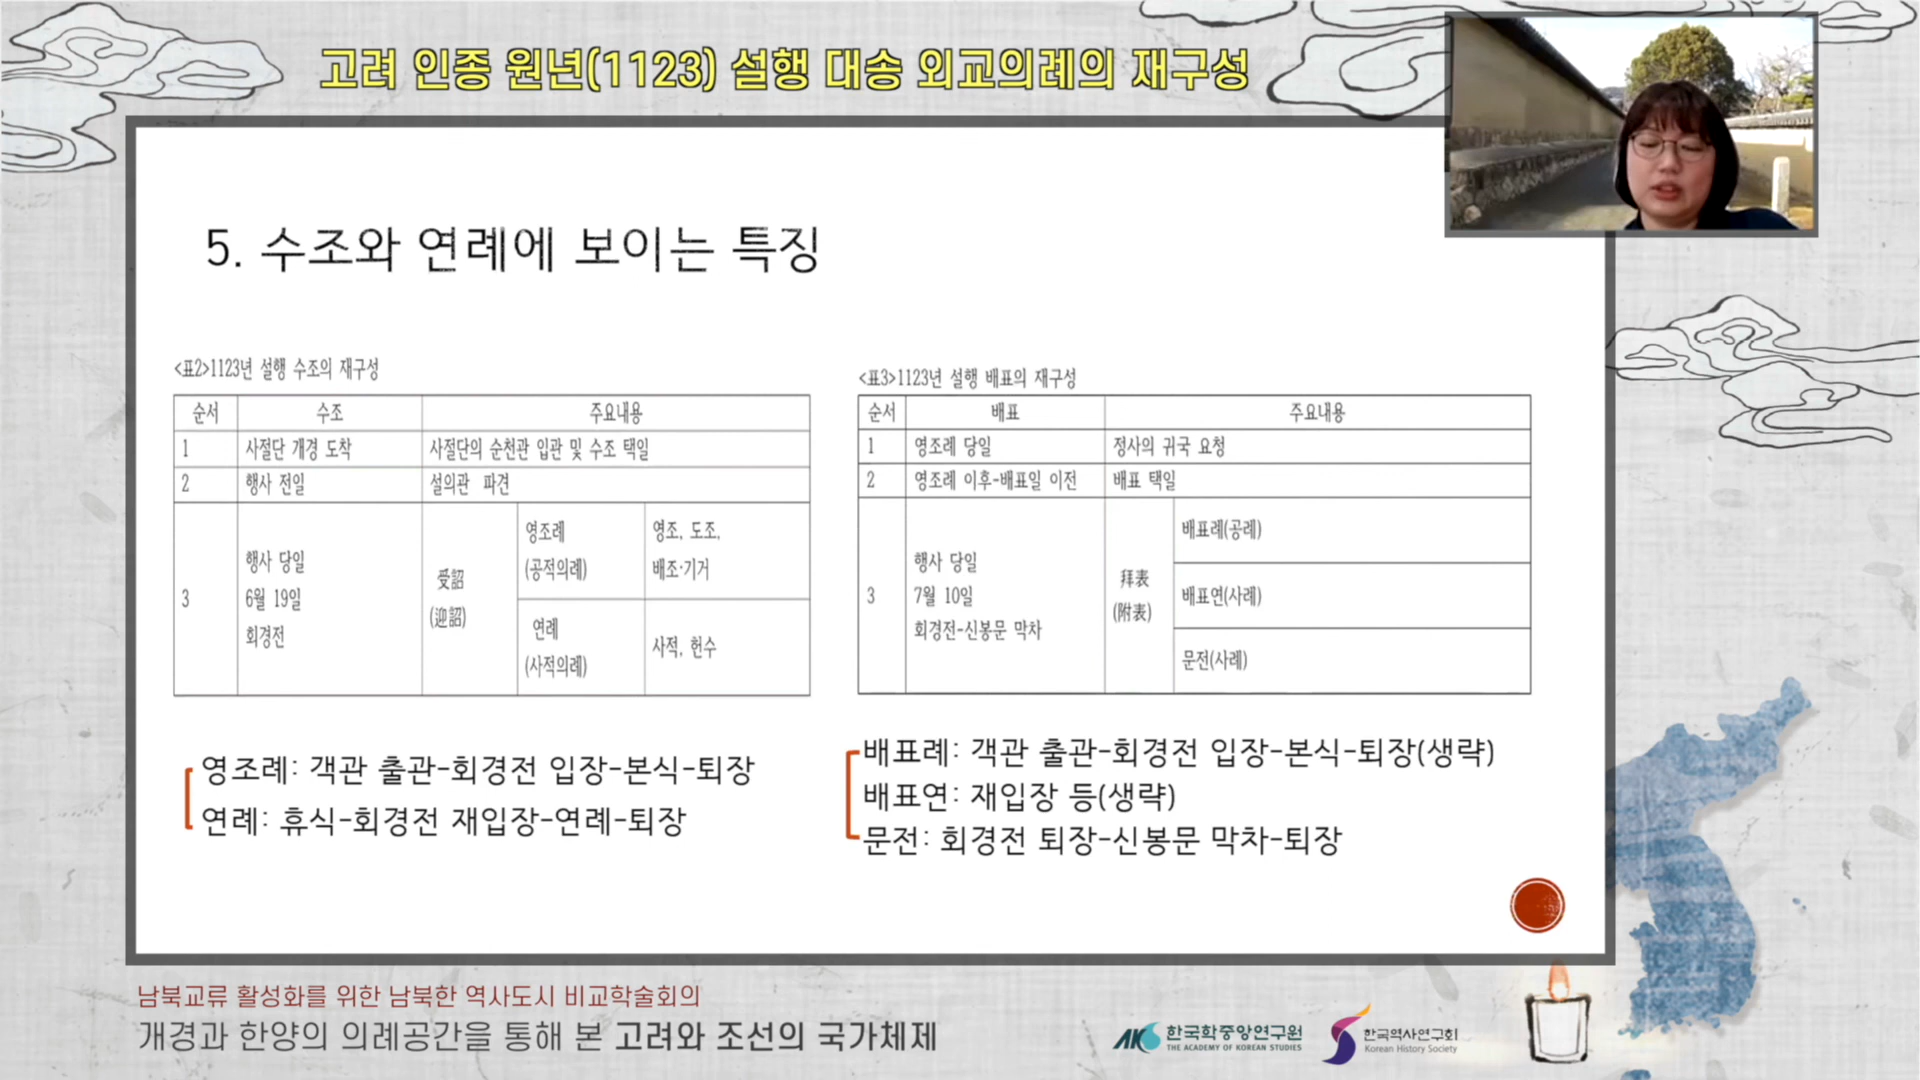 고려 인종 원년(1123) 설행 대송 외교의례의 재구성
5. 수조와 연례에 보이는 특징
<표2>1123년 설행 수조의 재구성
순서 수조 주요내용
1 사절단 개경 도착 사절단의 순천관 입관 및 수조 택일
2 행사 전일 설의관 파견
3
행사 당일
6월 19일
회경전
受詔
(迎詔)
영조례
(공적의례)
영조, 도조,
배조·기거
연례
(사적의례)
사적, 헌수
<표3>1123년 설행 배표의 재구성
순서 배표 주요내용
1 영조례 당일 정사의 귀국 요청
2 영조례 이후-배표일 이전 배표 택일
3
행사 당일
7월 10일
회경전-신봉문 막차
拜表
(附表)
배표례(공례)
배표연(사례)
문전(사례)
영조례: 객관 출관-회경전 입장-본식-퇴장
연례: 휴식-회경전 재입장-연례-퇴장
배표례: 객관 출관-회경전 입장-본식-퇴장(생략)
배표연: 재입장 등(생략)
문전: 회경전 퇴장-신봉문 막차-퇴장
남북교류 활성화를 위한 남북한 역사도시 비교학술회의
개경과 한양의 의례공간을 통해 본 고려와 조선의 국가체제
AKS 한국학중앙연구원
THE ACADEMY OF KOREAN STUDIES
한국역사연구회
Korean History Society